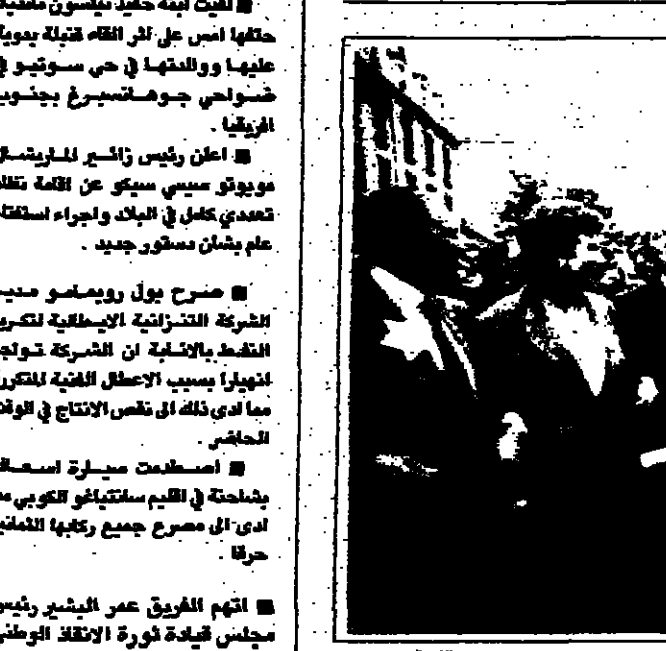 ■ لقيت ابنة حفيد نيلسون مانديلا
حتفها امس على اثر القاء قنبلة يدوية
عليها ووالدتها في حي سوتيو في
ضواحي جوهانسبرغ بجنوب
افريقيا .
■ اعلن رئيس زائير الماريشال
موبوتو سيسي سيكو عن اقامة نظام
تعددي كامل في البلاد واجراء استفتاء
عام بشأن دستور جديد .
■ صرح بول رويمامو مدير
الشركة التنزانية الايطالية لتكرير
النفط بالانابة ان الشركة تواجه
انهيارا بسبب الاعطال الفنية المتكررة
مما ادى ذلك الى نقص الانتاج في الوقت
الحاضر .
■ اصطدمت سيارة اسعاف
بشاحنة في اقليم سانتياغو الكوبي مما
ادى الى مصرع جميع ركابها الثمانية
حرقا .
■ اتهم الفريق عمر البشير رئيس
مجلس قيادة ثورة الانقاذ الوطني